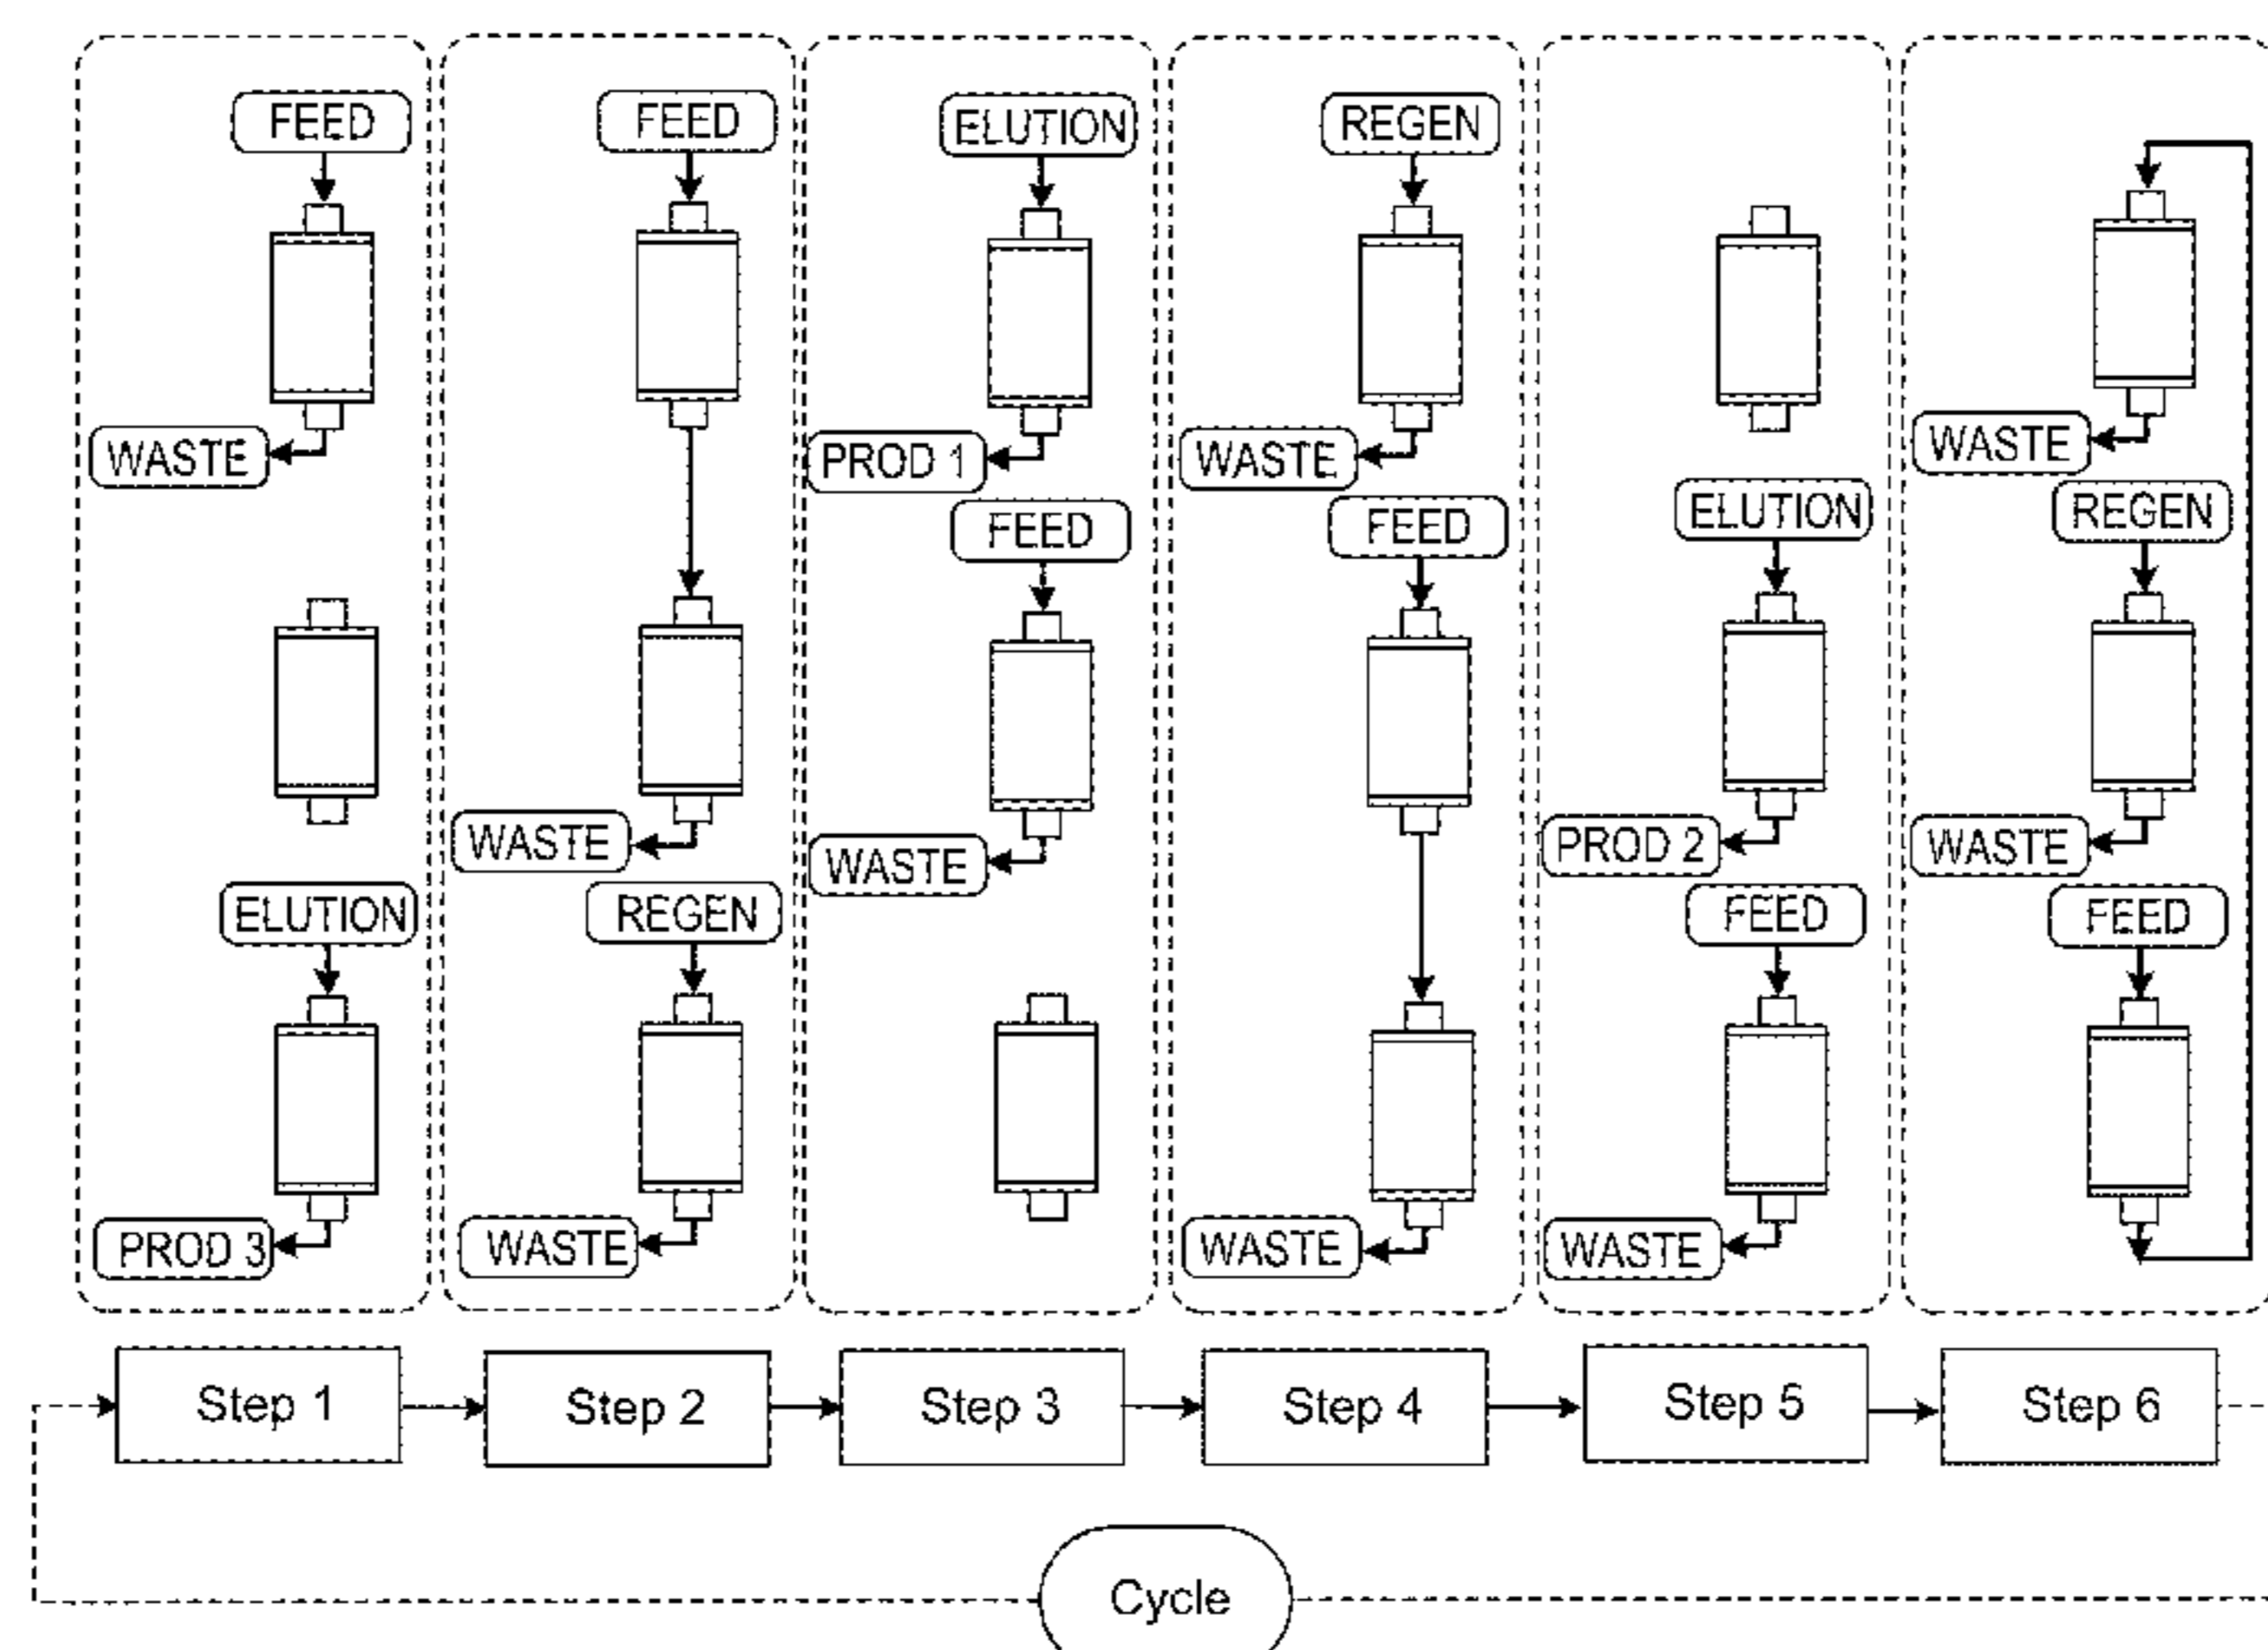 FEED
WASTE
ELUTION
PROD 3
FEED
WASTE
REGEN
WASTE
ELUTION
PROD 1
FEED
WASTE
REGEN
WASTE
FEED
WASTE
ELUTION
PROD 2
FEED
WASTE
WASTE
REGEN
WASTE
FEED
Step 1
Step 2
Step 3
Step 4
Step 5
Step 6
Cycle